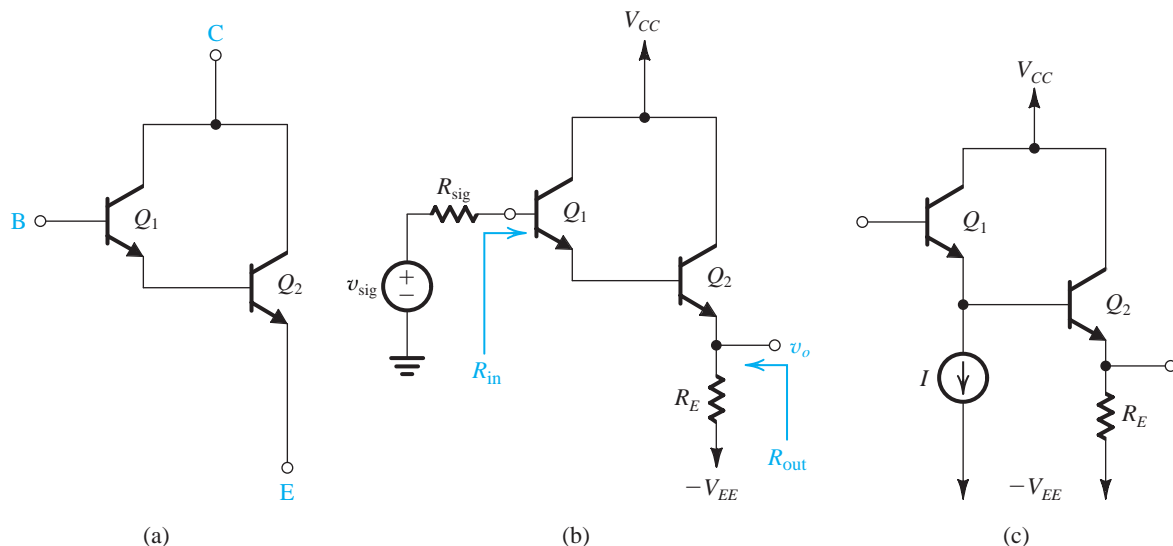 C
B
Q1
Q2
E
(a)
VCC
Rsig
Q1
vsig
+
−
Q2
Rin
vo
RE
Rout
−VEE
(b)
VCC
Q1
Q2
I
RE
−VEE
(c)